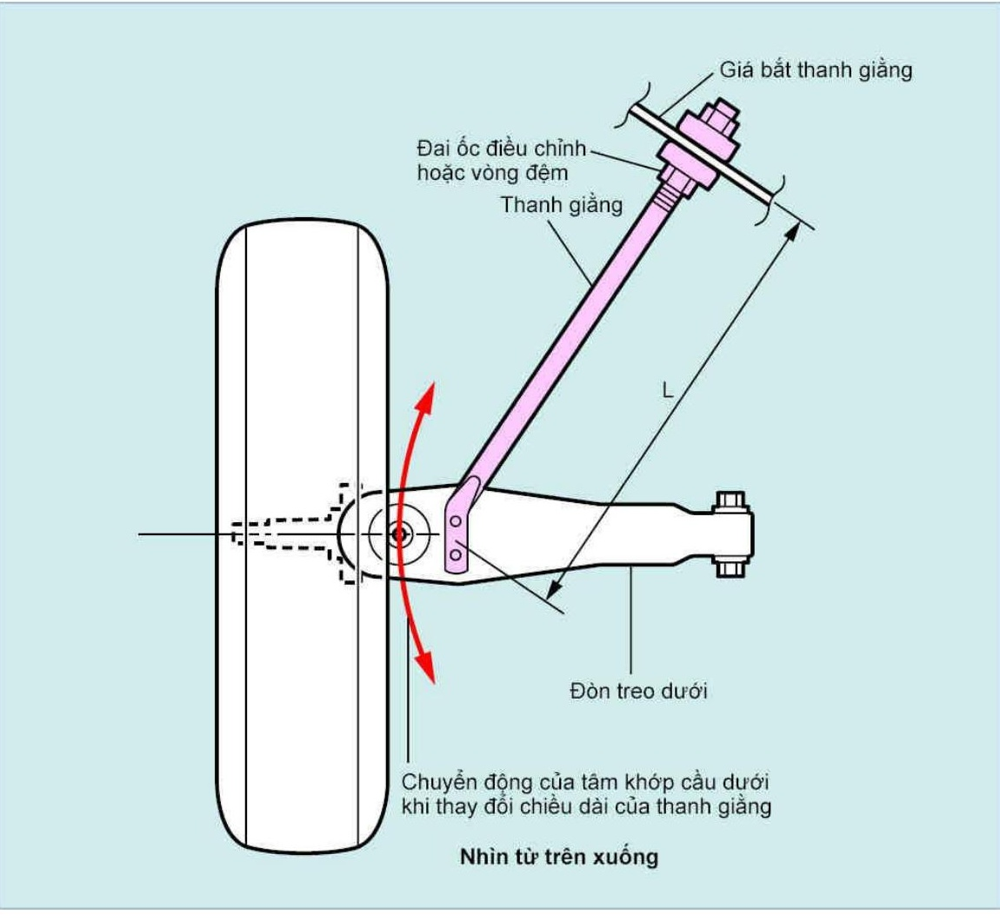 Giá bắt thanh giằng
Đai ốc điều chỉnh
hoặc vòng đệm
Thanh giằng
L
Đòn treo dưới
Chuyển động của tâm khớp cầu dưới
khi thay đổi chiều dài của thanh giằng
Nhìn từ trên xuống